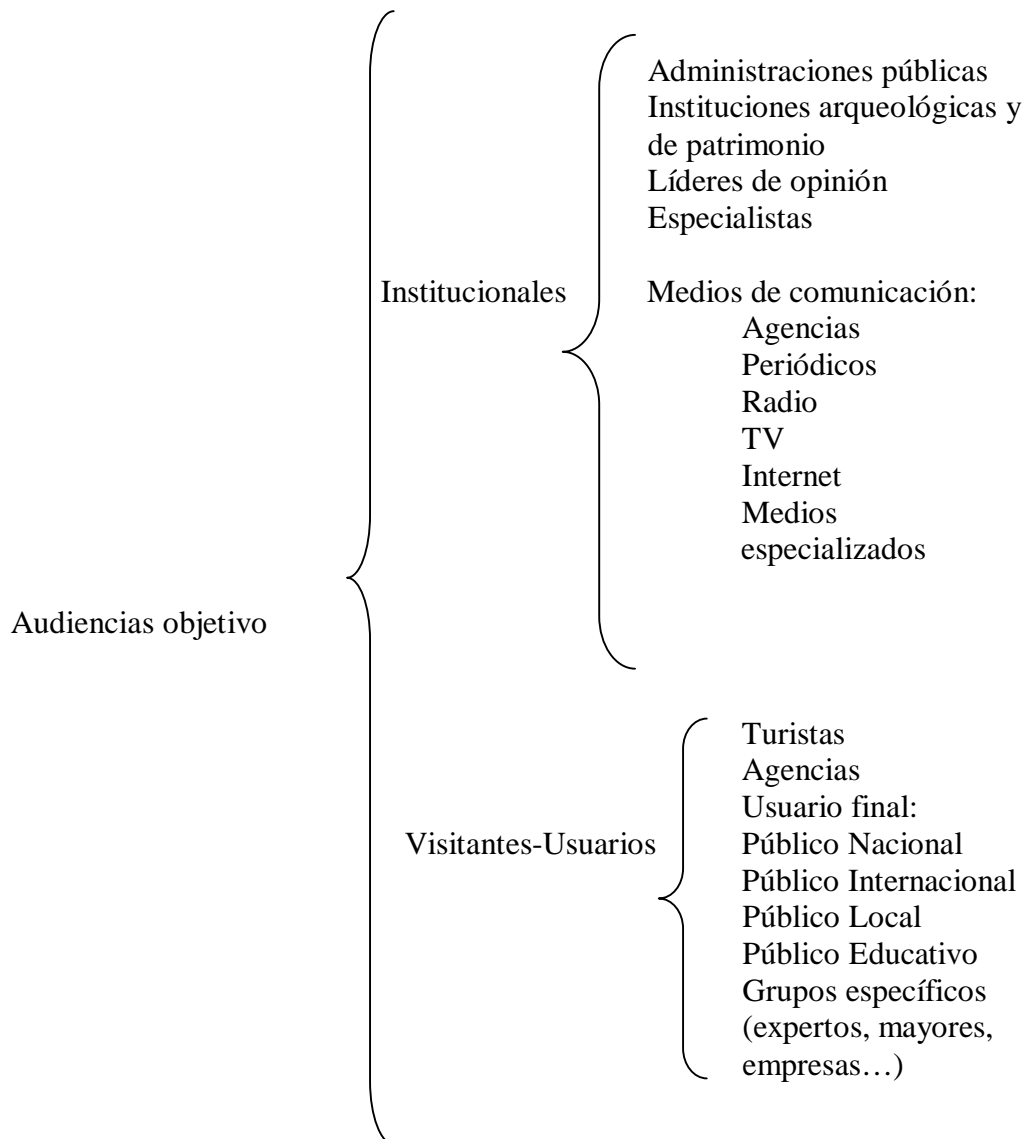 Audiencias objetivo
Institucionales
Administraciones públicas
Instituciones arqueológicas y
de patrimonio
Líderes de opinión
Especialistas
Medios de comunicación:
Agencias
Periódicos
Radio
TV
Internet
Medios
especializados
Visitantes-Usuarios
Turistas
Agencias
Usuario final:
Público Nacional
Público Internacional
Público Local
Público Educativo
Grupos específicos
(expertos, mayores,
empresas…)